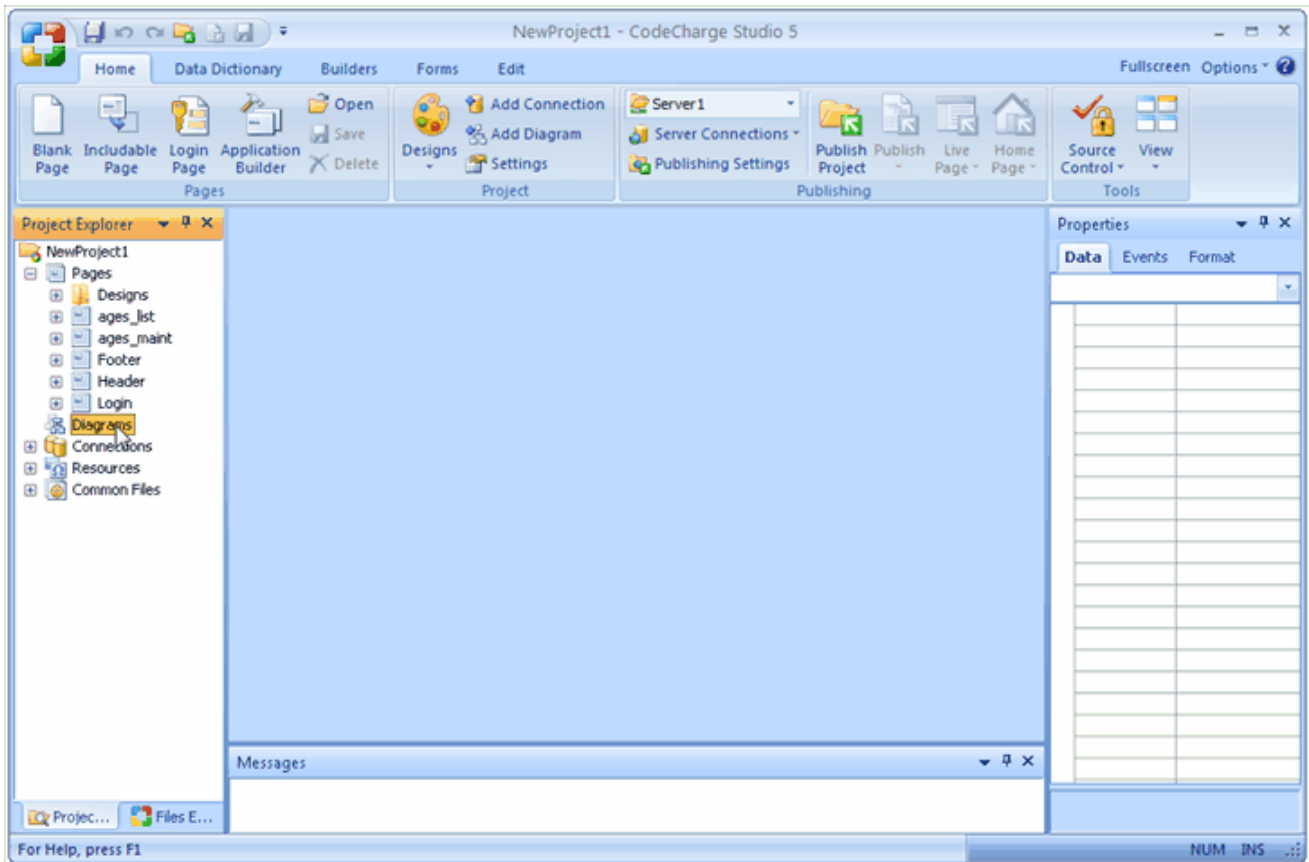 NewProject1 - CodeCharge Studio 5
Home Data Dictionary Builders Forms Edit
Fullscreen Options
Blank Page
Includable Page
Login Page
Application Builder
Open
Save
Delete
Pages
Designs
Add Connection
Add Diagram
Settings
Project
Server1
Server Connections
Publishing Settings
Publish Project
Publish
Live Page
Home Page
Publishing
Source Control
View
Tools
Project Explorer
NewProject1
Pages
Designs
ages_list
ages_maint
Footer
Header
Login
Diagrams
Connections
Resources
Common Files
Projec...
Files E...
Messages
Properties
Data Events Format
For Help, press F1
NUM INS